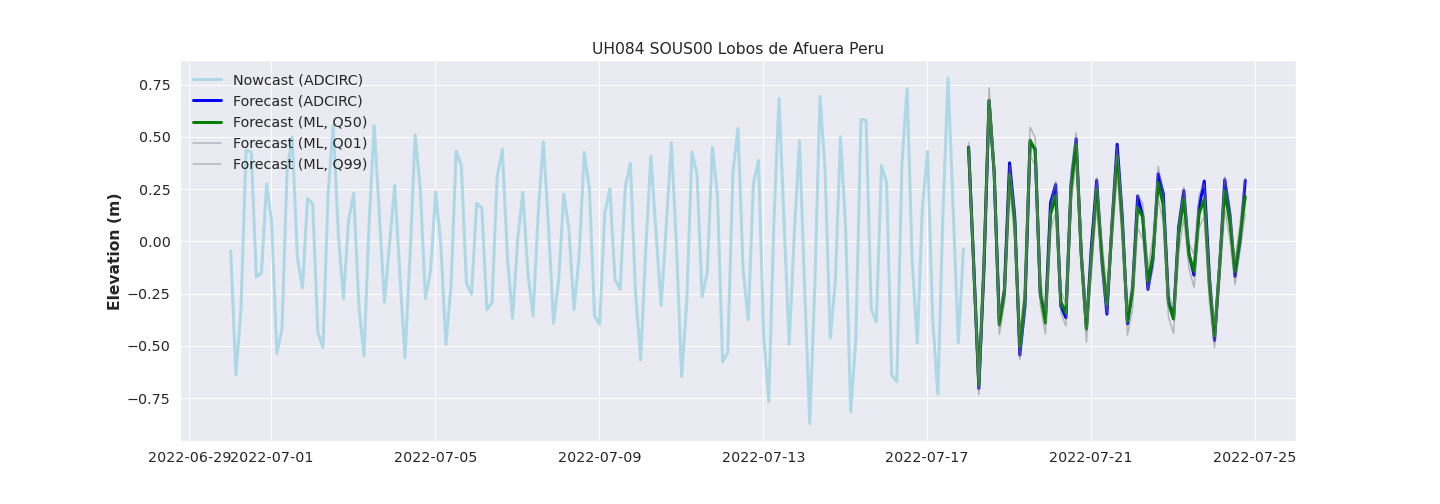 UH084 SOUS00 Lobos de Afuera Peru
Nowcast (ADCIRC)
Forecast (ADCIRC)
Forecast (ML, Q50)
Forecast (ML, Q01)
Forecast (ML, Q99)
Elevation (m)
0.75
0.50
0.25
0.00
−0.25
−0.50
−0.75
2022-06-29 2022-07-01 2022-07-05 2022-07-09 2022-07-13 2022-07-17 2022-07-21 2022-07-25